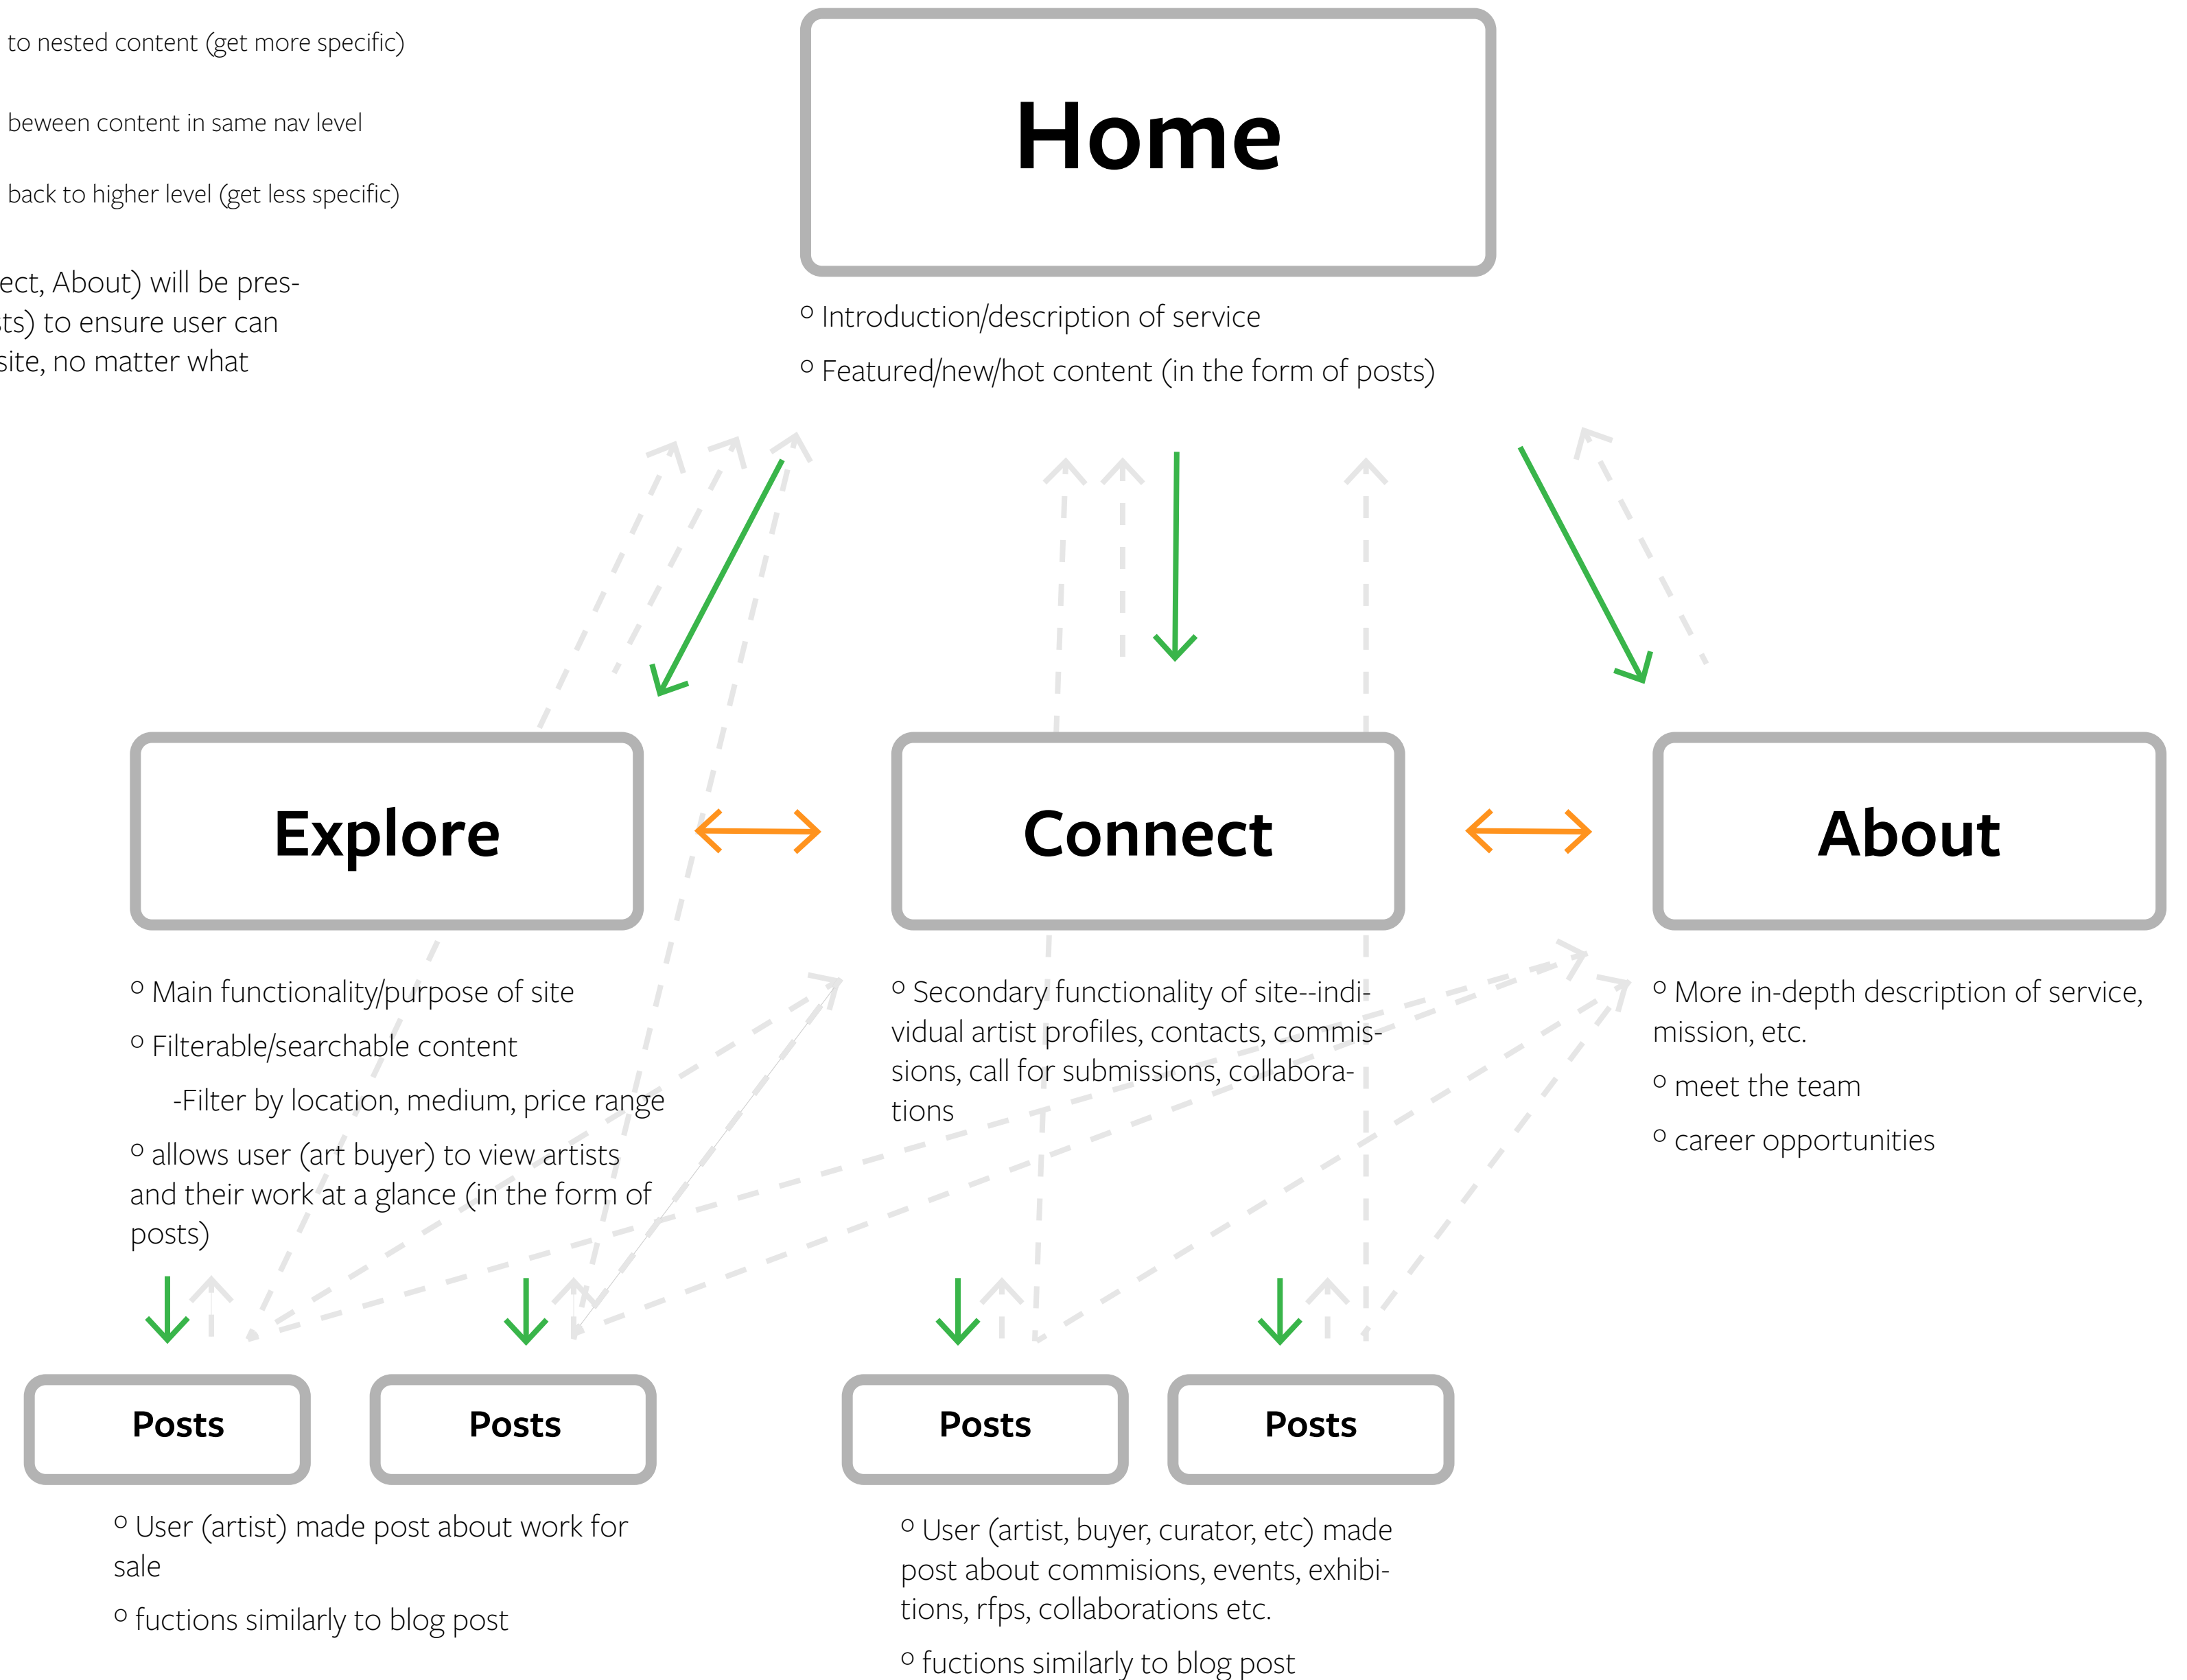 to nested content (get more specific)
beween content in same nav level
back to higher level (get less specific)
ect, About) will be pres-
sts) to ensure user can
site, no matter what
Home
o Introduction/description of service
o Featured/new/hot content (in the form of posts)
Explore
o Main functionality/purpose of site
o Filterable/searchable content
-Filter by location, medium, price range
o allows user (art buyer) to view artists
and their work at a glance (in the form of
posts)
Connect
o Secondary functionality of site--indi-
vidual artist profiles, contacts, commis-
sions, call for submissions, collabora-
tions
About
o More in-depth description of service,
mission, etc.
o meet the team
o career opportunities
Posts
Posts
o User (artist) made post about work for
sale
o fuctions similarly to blog post
Posts
Posts
o User (artist, buyer, curator, etc) made
post about commisions, events, exhibi-
tions, rfps, collaborations etc.
o fuctions similarly to blog post